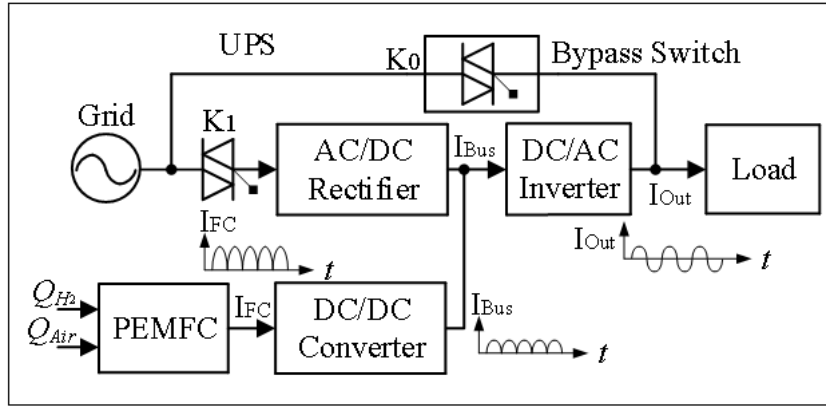 UPS
K0
Bypass Switch
Grid
K1
AC/DC
Rectifier
IBus
DC/AC
Inverter
IOut
Load
IFC
t
IOut
t
QH2
QAir
PEMFC
IFC
DC/DC
Converter
IBus
t